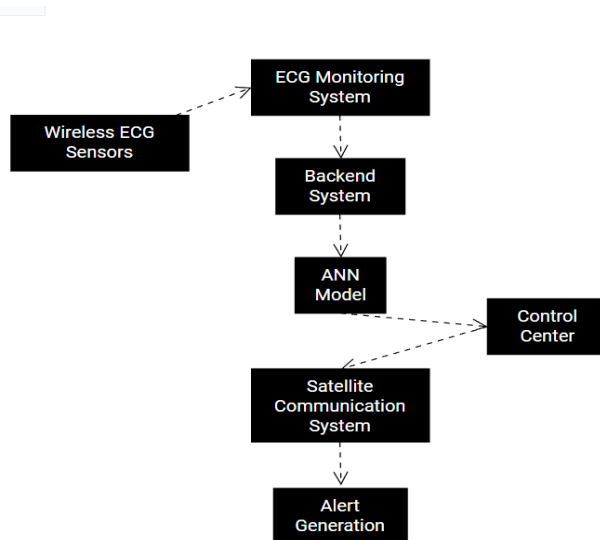 ECG Monitoring
System
Wireless ECG
Sensors
Backend
System
ANN
Model
Control
Center
Satellite
Communication
System
Alert
Generation